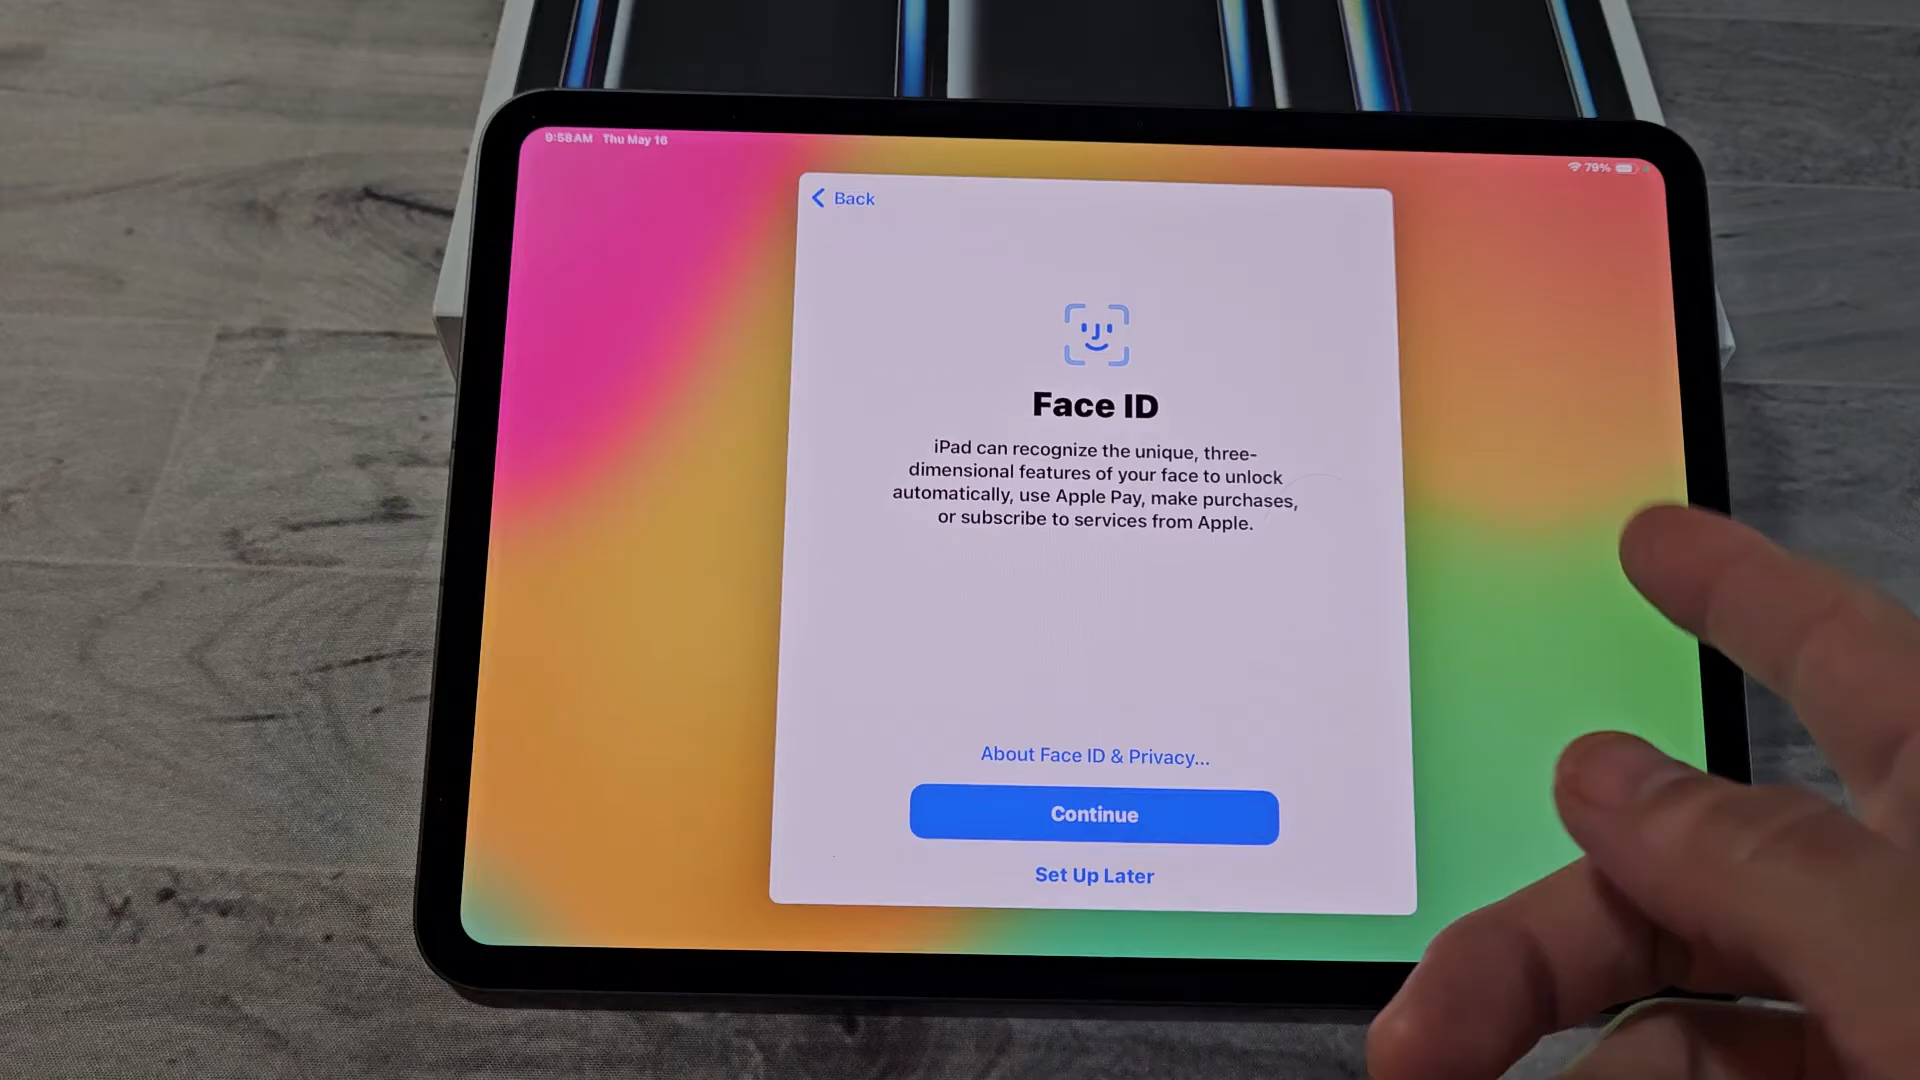 9:58 AM Thu May 16
79%
Back
Face ID
iPad can recognize the unique, three-
dimensional features of your face to unlock
automatically, use Apple Pay, make purchases,
or subscribe to services from Apple.
About Face ID & Privacy...
Continue
Set Up Later